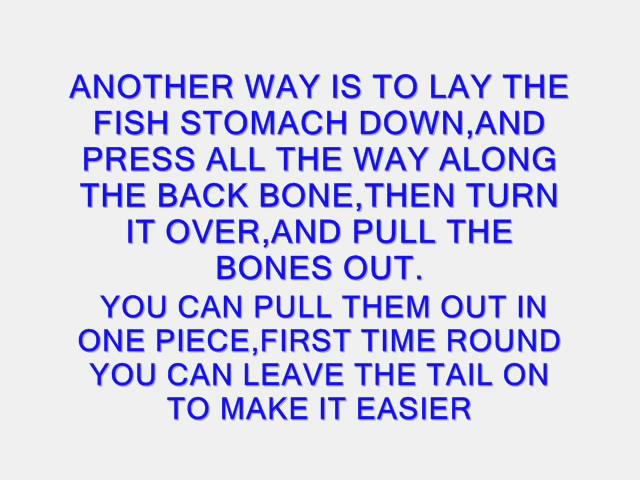 ANOTHER WAY IS TO LAY THE
FISH STOMACH DOWN,AND
PRESS ALL THE WAY ALONG
THE BACK BONE,THEN TURN
IT OVER,AND PULL THE
BONES OUT.
YOU CAN PULL THEM OUT IN
ONE PIECE,FIRST TIME ROUND
YOU CAN LEAVE THE TAIL ON
TO MAKE IT EASIER